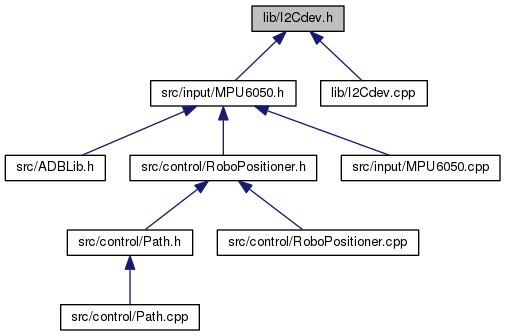 lib/I2Cdev.h
src/input/MPU6050.h
lib/I2Cdev.cpp
src/ADBLib.h
src/control/RoboPositioner.h
src/input/MPU6050.cpp
src/control/Path.h
src/control/RoboPositioner.cpp
src/control/Path.cpp